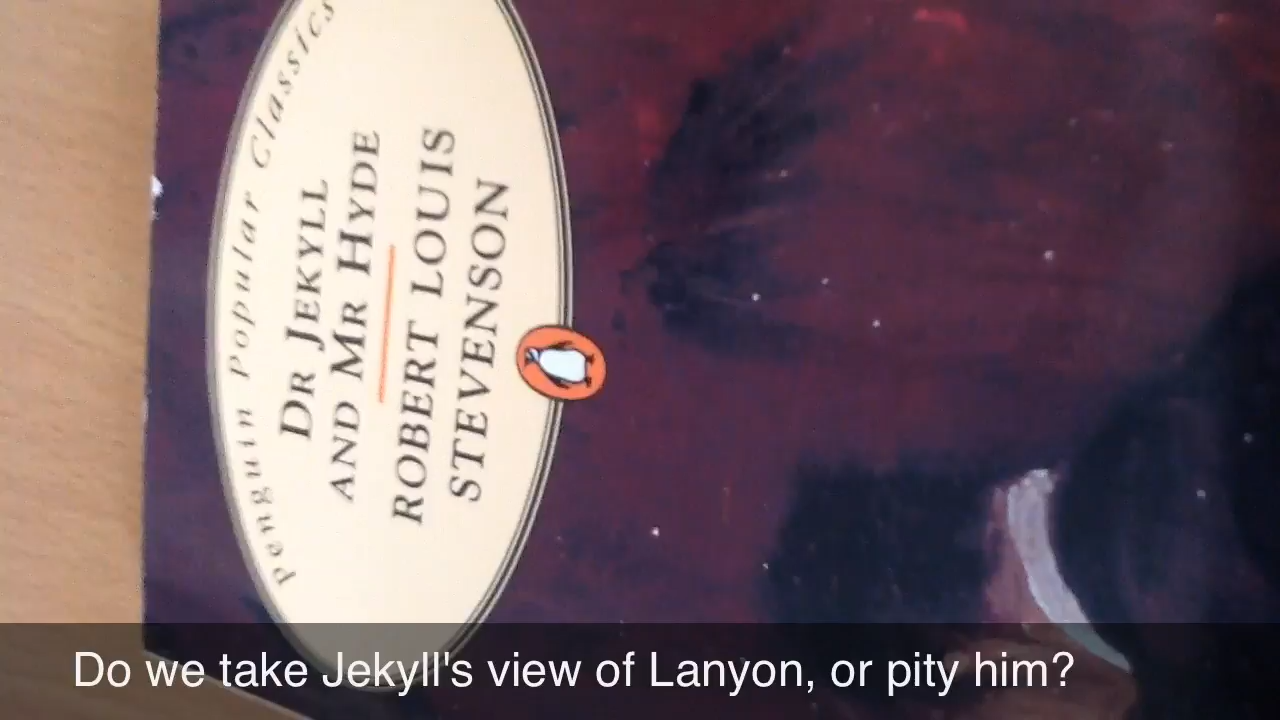 Penguin Popular Classics
DR JEKYLL
AND MR HYDE
ROBERT LOUIS
STEVENSON
Do we take Jekyll's view of Lanyon, or pity him?